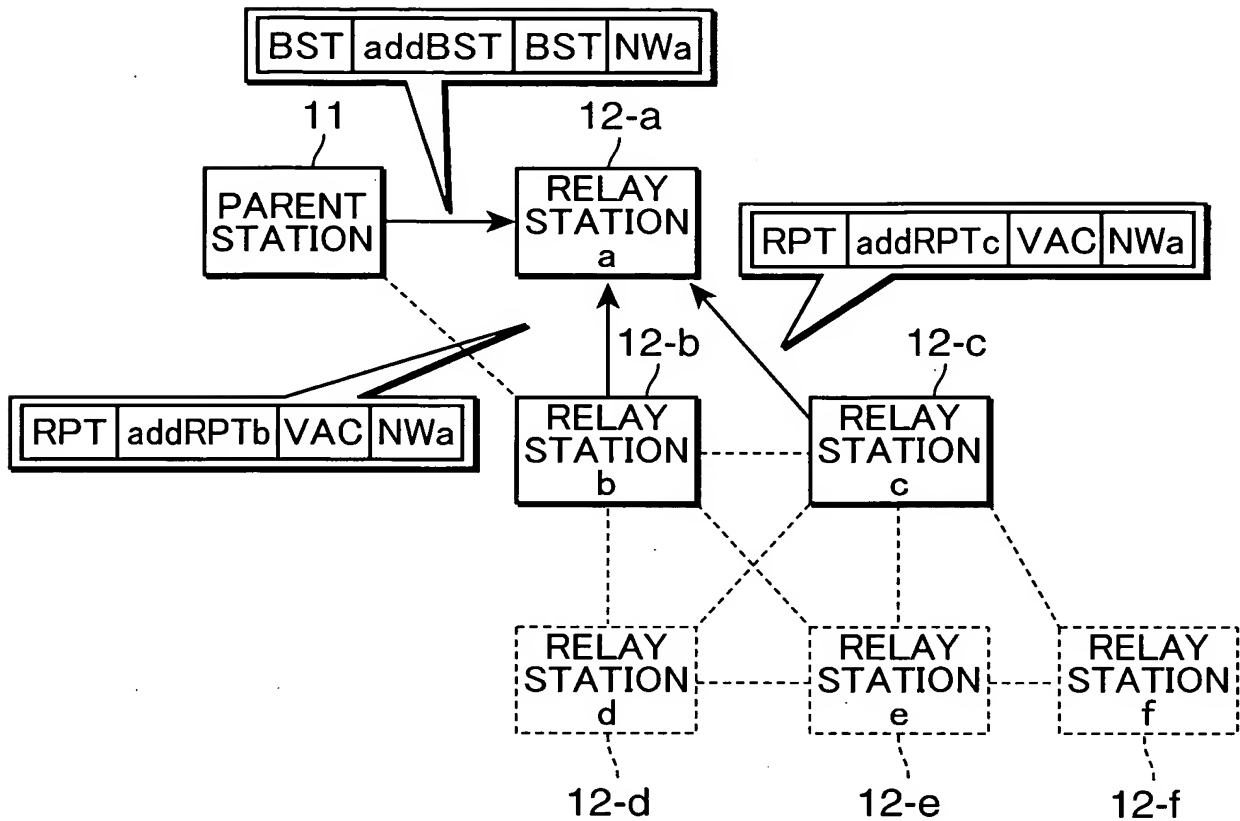 BST addBST BST NWa
11
12-a
PARENT
STATION
RELAY
STATION
a
RPT addRPTc VAC NWa
12-b
12-c
RPT addRPTb VAC NWa
RELAY
STATION
b
RELAY
STATION
c
RELAY
STATION
d
RELAY
STATION
e
RELAY
STATION
f
12-d
12-e
12-f